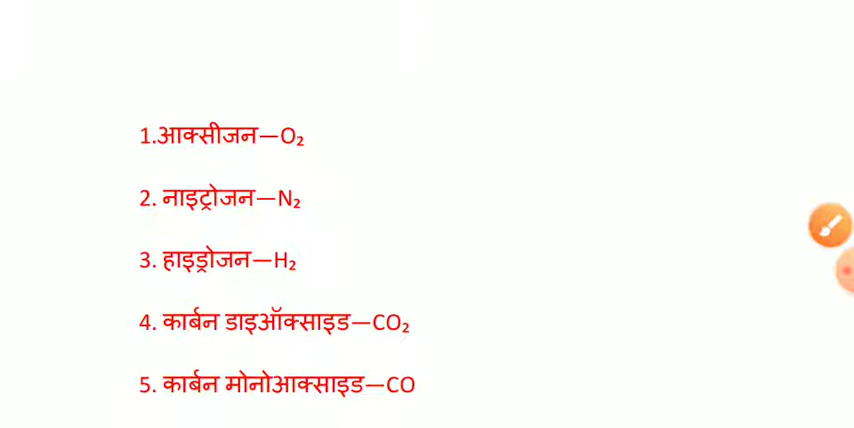 1.आक्सीजन—O₂
2. नाइट्रोजन—N₂
3. हाइड्रोजन—H₂
4. कार्बन डाइऑक्साइड—CO₂
5. कार्बन मोनोआक्साइड—CO